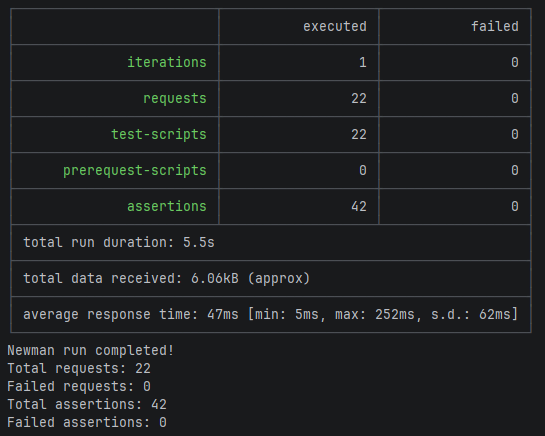 executed failed
iterations 1 0
requests 22 0
test-scripts 22 0
prerequest-scripts 0 0
assertions 42 0
total run duration: 5.5s
total data received: 6.06kB (approx)
average response time: 47ms [min: 5ms, max: 252ms, s.d.: 62ms]
Newman run completed!
Total requests: 22
Failed requests: 0
Total assertions: 42
Failed assertions: 0